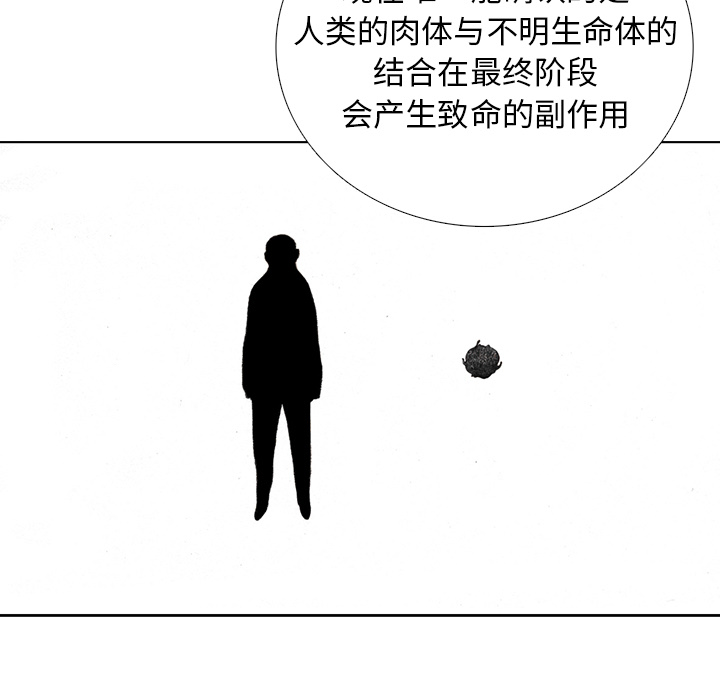 人类的肉体与不明生命体的
结合在最终阶段
会产生致命的副作用